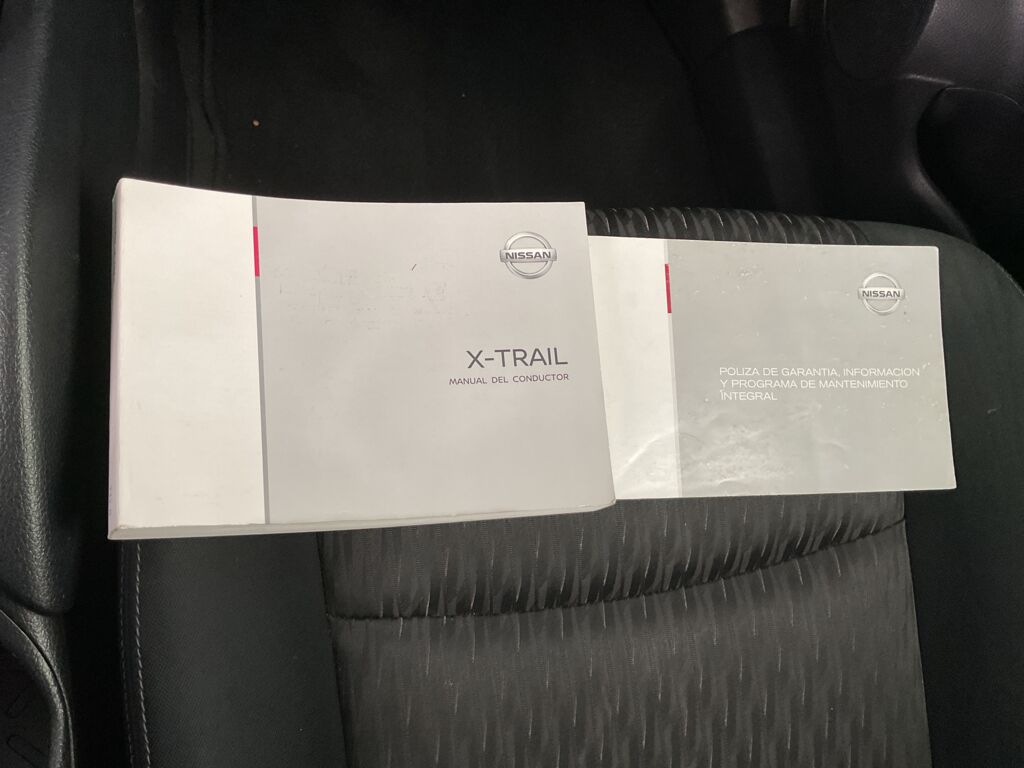 NISSAN
X-TRAIL
MANUAL DEL CONDUCTOR
NISSAN
POLIZA DE GARANTIA, INFORMACION
Y PROGRAMA DE MANTENIMIENTO
INTEGRAL